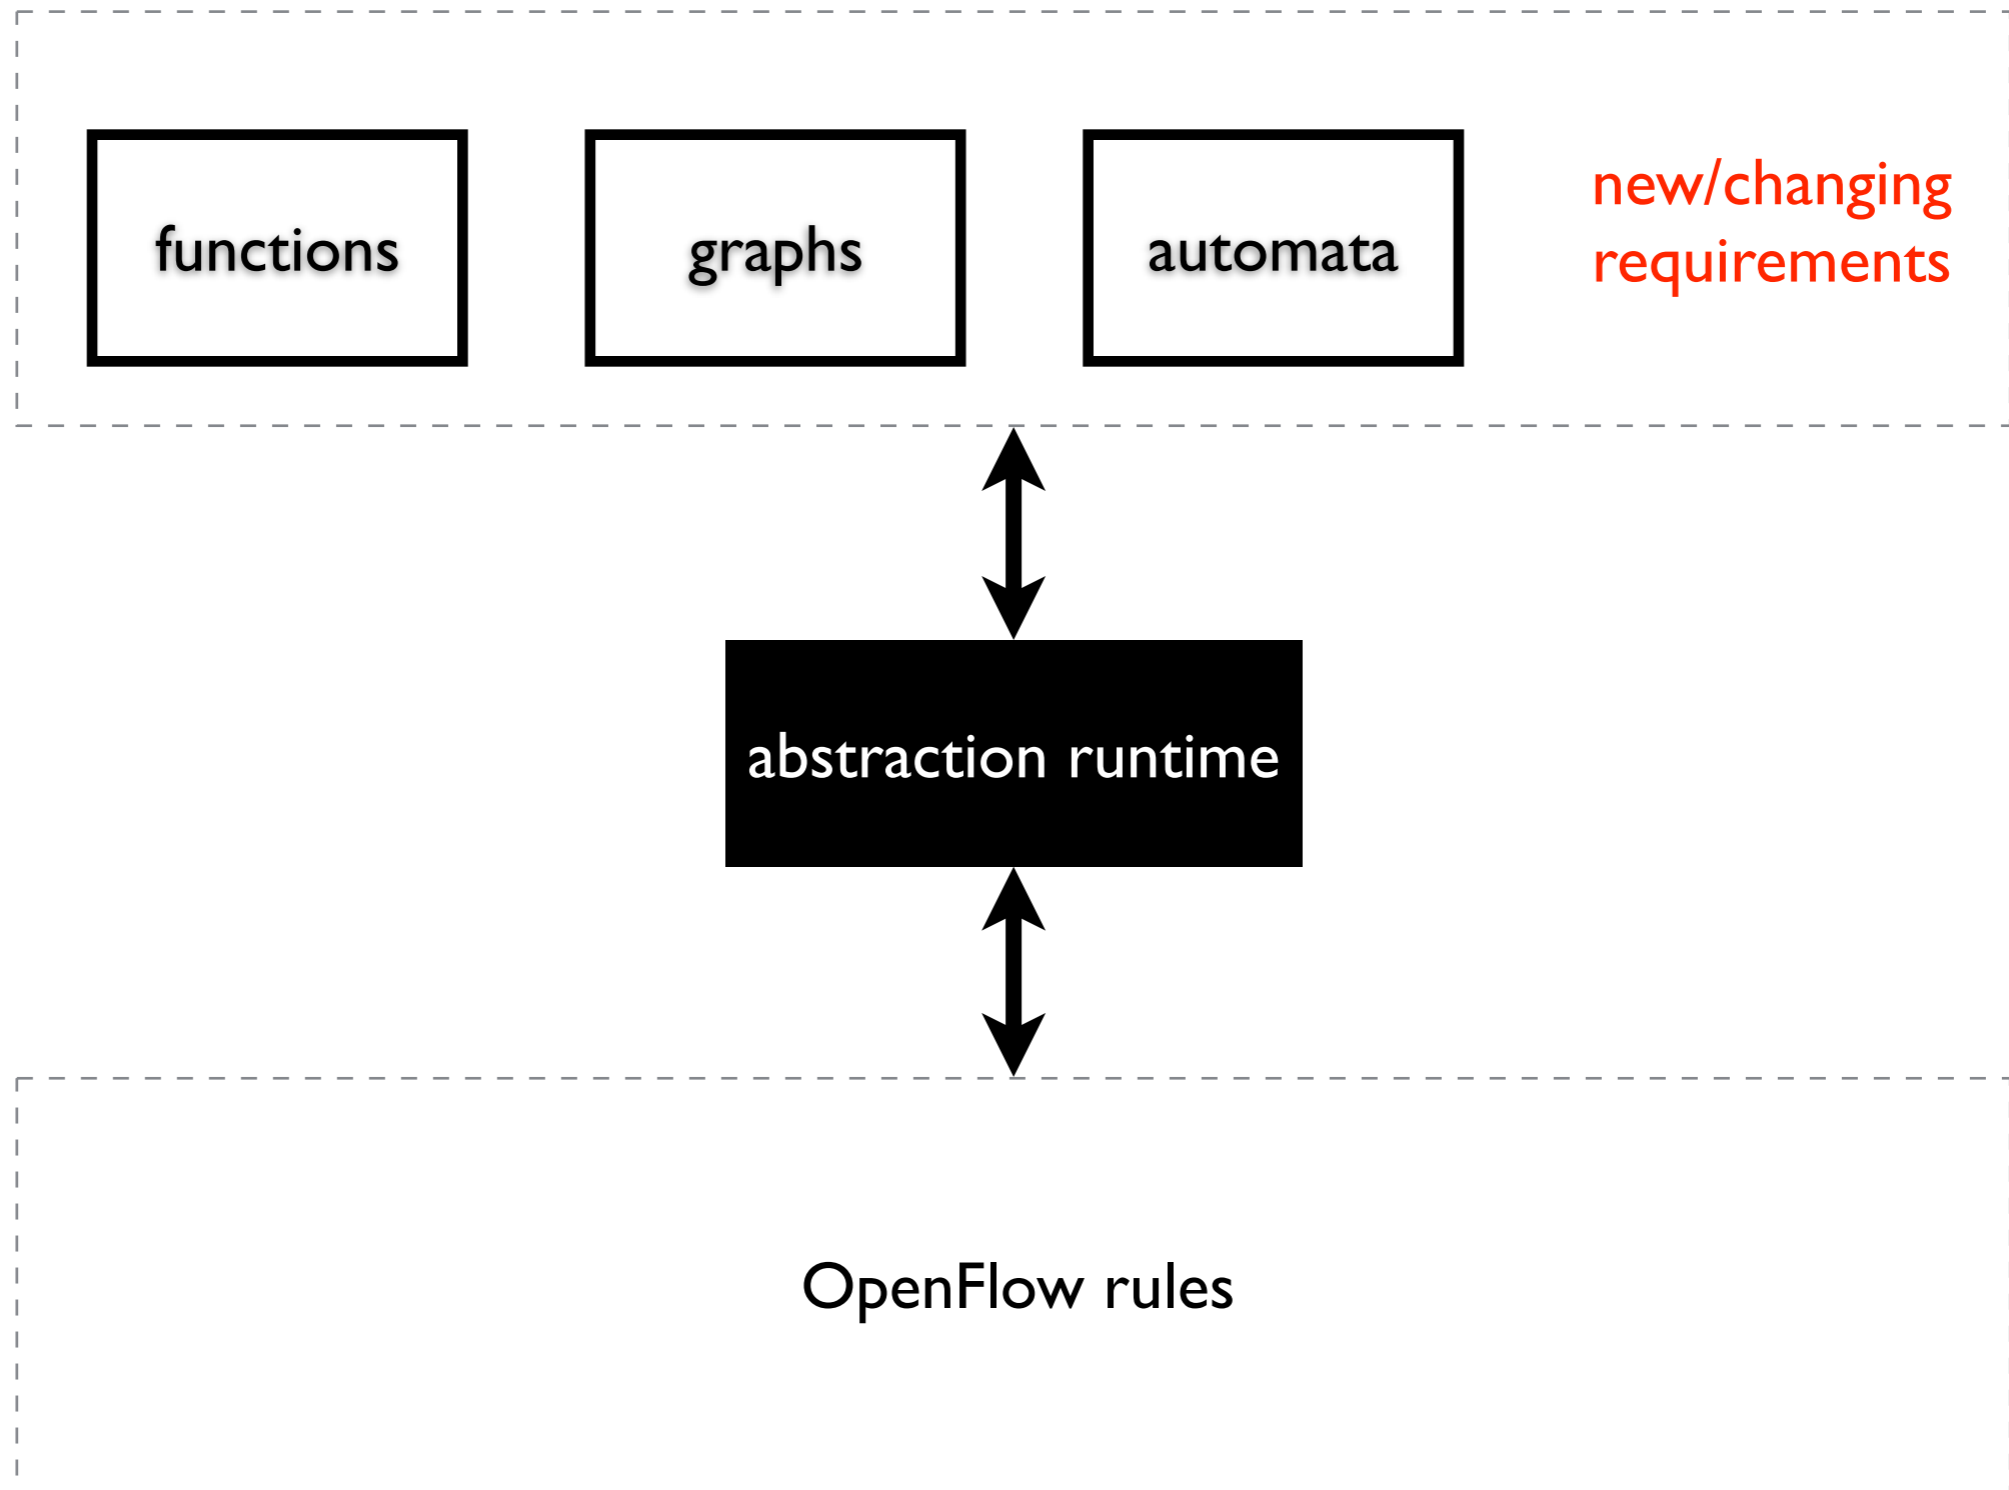 functions
graphs
automata
new/changing
requirements
abstraction runtime
OpenFlow rules